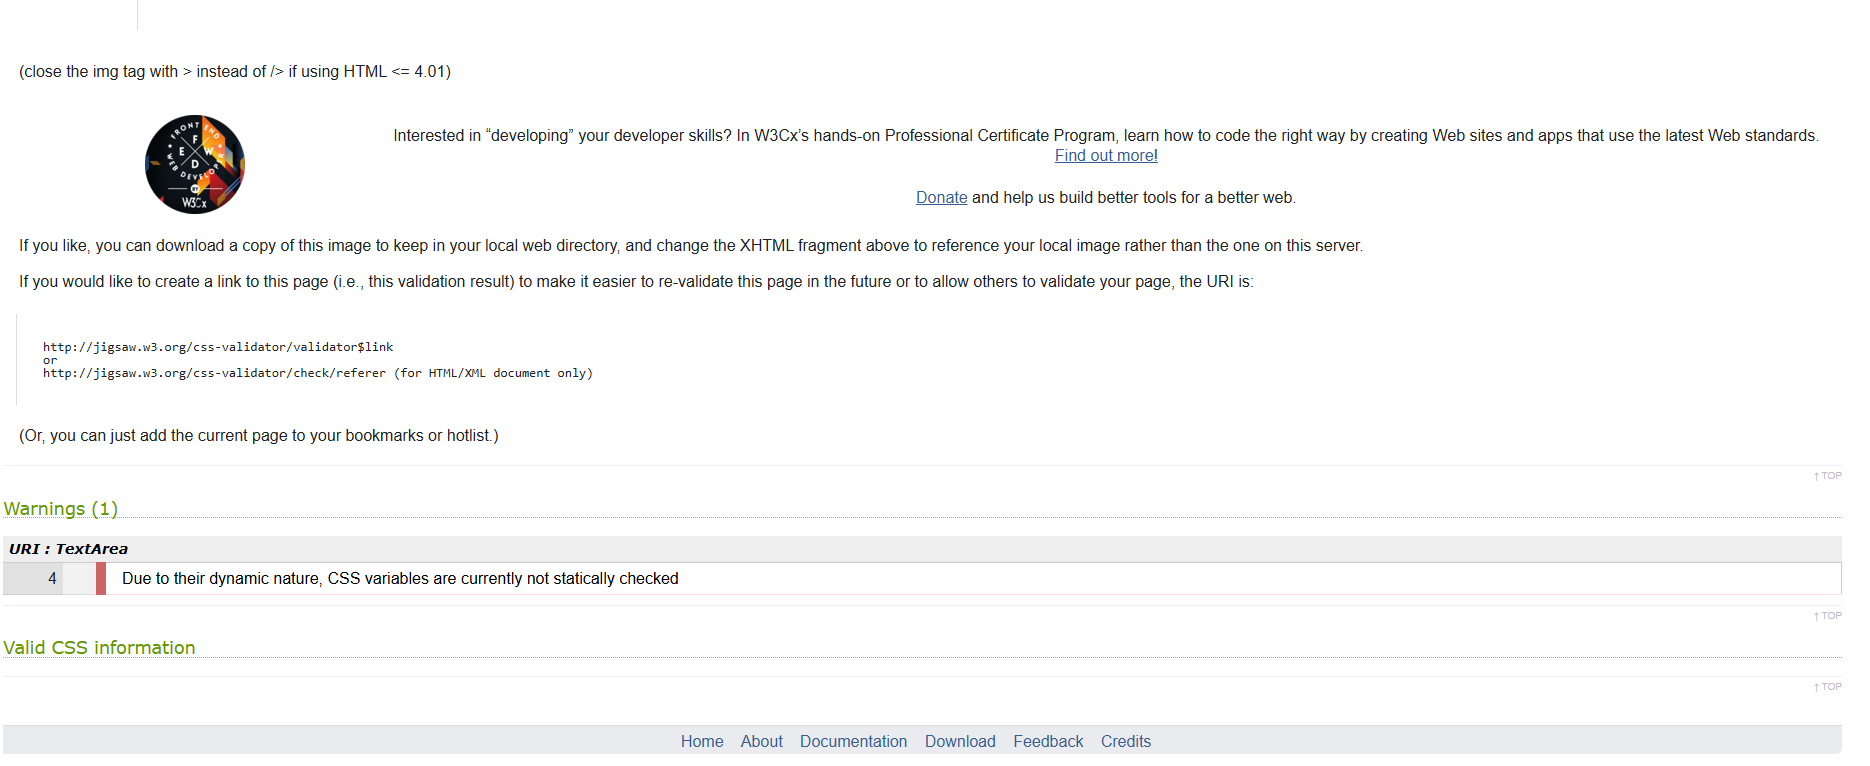 (close the img tag with > instead of /> if using HTML <= 4.01)
FRONT END
F
E W
D
WEB DEVELOPER
BY
W3Cx
Interested in “developing” your developer skills? In W3Cx’s hands-on Professional Certificate Program, learn how to code the right way by creating Web sites and apps that use the latest Web standards.
Find out more!
Donate and help us build better tools for a better web.
If you like, you can download a copy of this image to keep in your local web directory, and change the XHTML fragment above to reference your local image rather than the one on this server.
If you would like to create a link to this page (i.e., this validation result) to make it easier to re-validate this page in the future or to allow others to validate your page, the URI is:
http://jigsaw.w3.org/css-validator/validator$link
or
http://jigsaw.w3.org/css-validator/check/referer (for HTML/XML document only)
(Or, you can just add the current page to your bookmarks or hotlist.)
↑ TOP
Warnings (1)
URI : TextArea
4 Due to their dynamic nature, CSS variables are currently not statically checked
↑ TOP
Valid CSS information
↑ TOP
Home About Documentation Download Feedback Credits